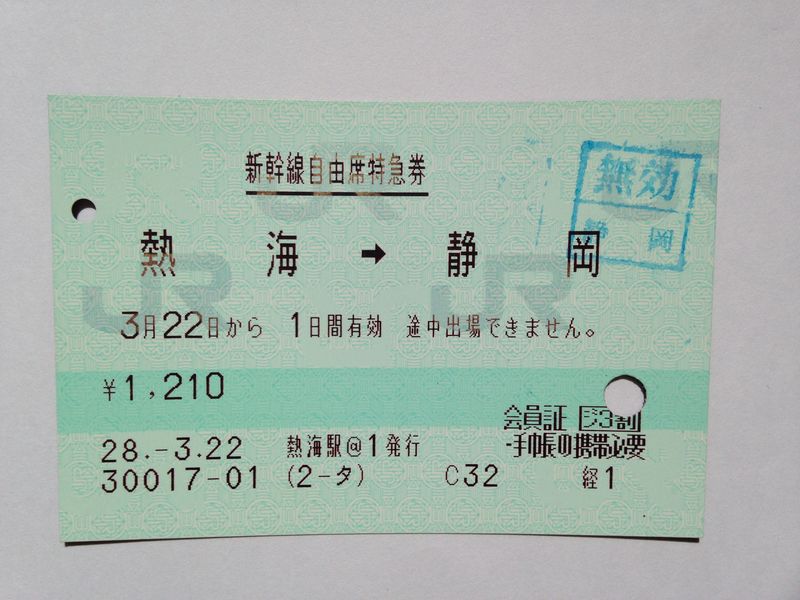 新幹線自由席特急券
無効
静岡
熱海 → 静岡
3月22日から 1日間有効 途中出場できません。
¥1,210
会員証 ジ3割
・手帳の携帯必要
28.-3.22 熱海駅@1発行
30017-01 (2-タ) C32 経1
JR JR JR